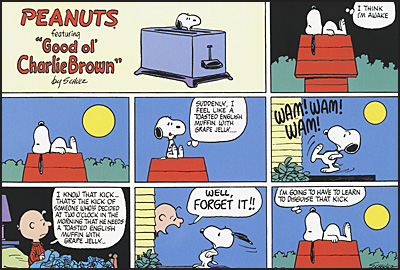 PEANUTS
featuring
"Good ol'
CharlieBrown"
by Schulz
I THINK
I'M AWAKE
SUDDENLY, I
FEEL LIKE A
TOASTED ENGLISH
MUFFIN WITH
GRAPE JELLY....
WAM! WAM!
WAM!
I KNOW THAT KICK...
THAT'S THE KICK OF
SOMEONE WHO'S DECIDED
AT TWO O'CLOCK IN THE
MORNING THAT HE NEEDS
A TOASTED ENGLISH
MUFFIN WITH
GRAPE JELLY...
WELL,
FORGET IT!!
I'M GOING TO HAVE TO LEARN
TO DISGUISE THAT KICK
SCHULZ